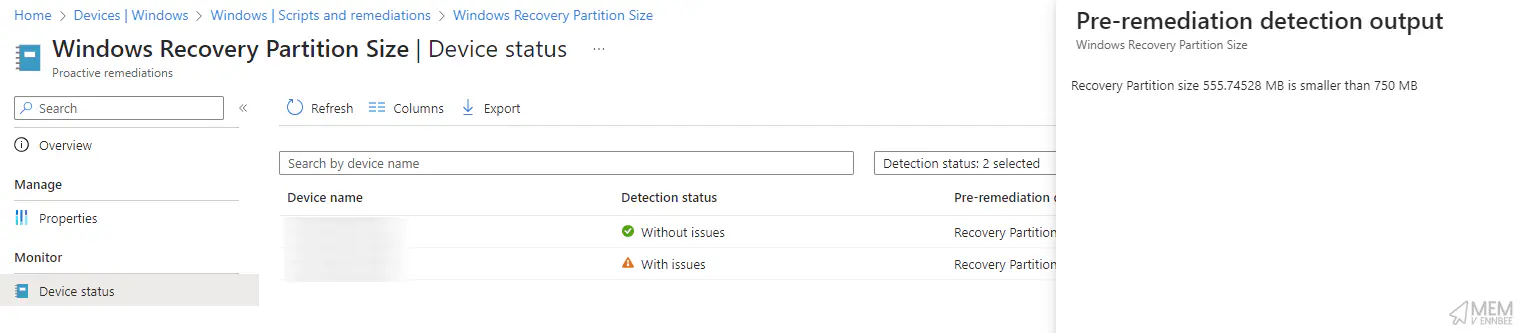 Home > Devices | Windows > Windows | Scripts and remediations > Windows Recovery Partition Size
Windows Recovery Partition Size | Device status ...
Proactive remediations
Search
«
Overview
Manage
Properties
Monitor
Device status
Refresh Columns Export
Search by device name
Detection status: 2 selected
Device name Detection status Pre-remediation
Without issues Recovery Partition
With issues Recovery Partition
Pre-remediation detection output
Windows Recovery Partition Size
Recovery Partition size 555.74528 MB is smaller than 750 MB
MEM
V ENNBEE